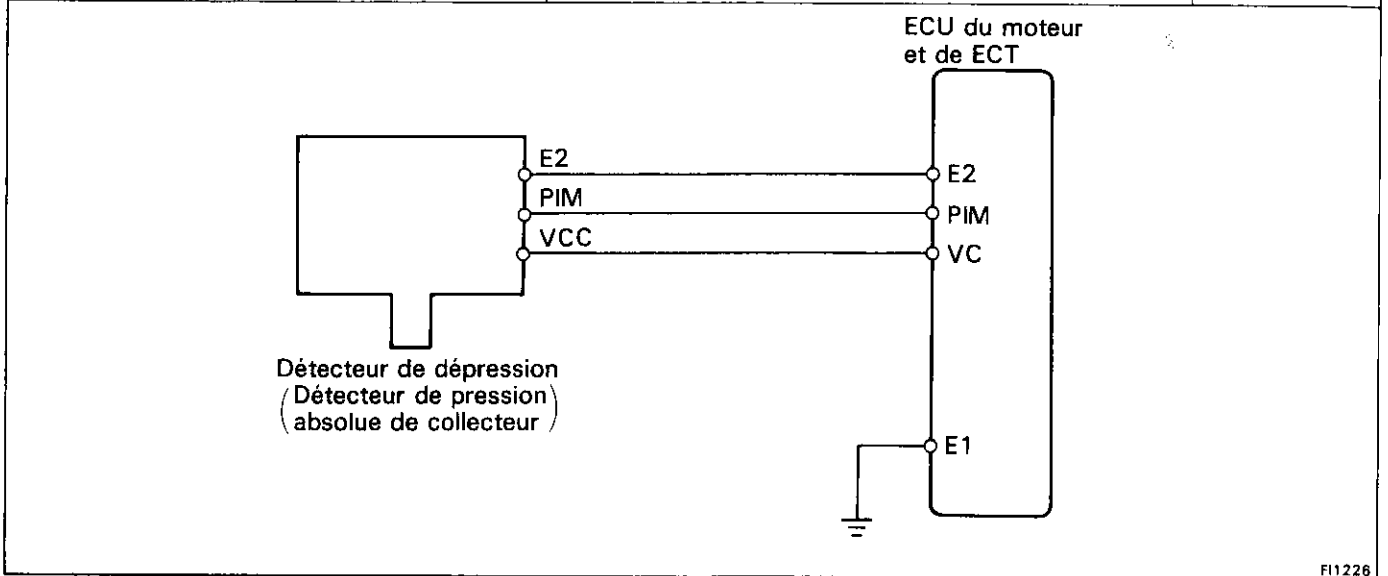 ECU du moteur
et de ECT
E2
E2
PIM
PIM
VCC
VC
Détecteur de dépression
(Détecteur de pression
absolue de collecteur)
E1
FI1226